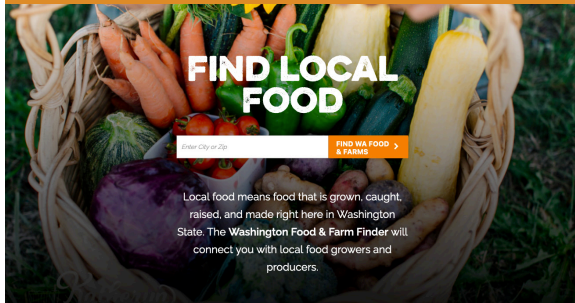 FIND LOCAL
FOOD
Enter City or Zip
FIND WA FOOD
& FARMS
Local food means food that is grown, caught,
raised, and made right here in Washington
State. The Washington Food & Farm Finder will
connect you with local food growers and
producers.